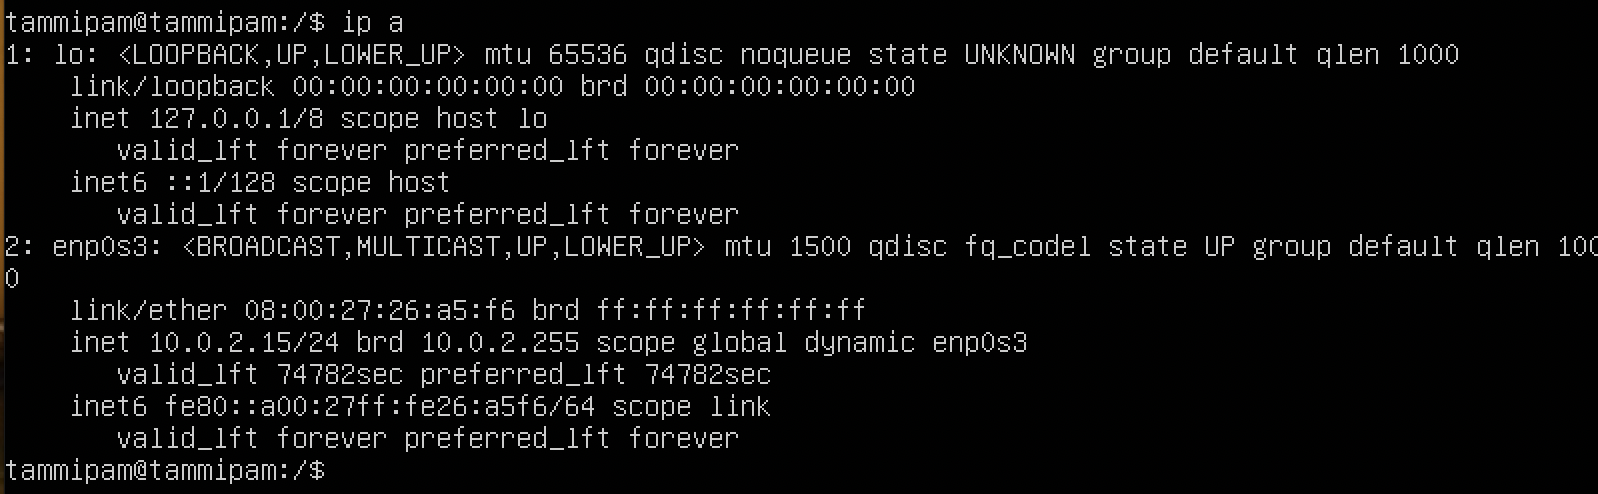 tammipam@tammipam:/$ ip a
1: lo: <LOOPBACK,UP,LOWER_UP> mtu 65536 qdisc noqueue state UNKNOWN group default qlen 1000
link/loopback 00:00:00:00:00:00 brd 00:00:00:00:00:00
inet 127.0.0.1/8 scope host lo
valid_lft forever preferred_lft forever
inet6 ::1/128 scope host
valid_lft forever preferred_lft forever
2: enp0s3: <BROADCAST,MULTICAST,UP,LOWER_UP> mtu 1500 qdisc fq_codel state UP group default qlen 100
0
link/ether 08:00:27:26:a5:f6 brd ff:ff:ff:ff:ff:ff
inet 10.0.2.15/24 brd 10.0.2.255 scope global dynamic enp0s3
valid_lft 74782sec preferred_lft 74782sec
inet6 fe80::a00:27ff:fe26:a5f6/64 scope link
valid_lft forever preferred_lft forever
tammipam@tammipam:/$